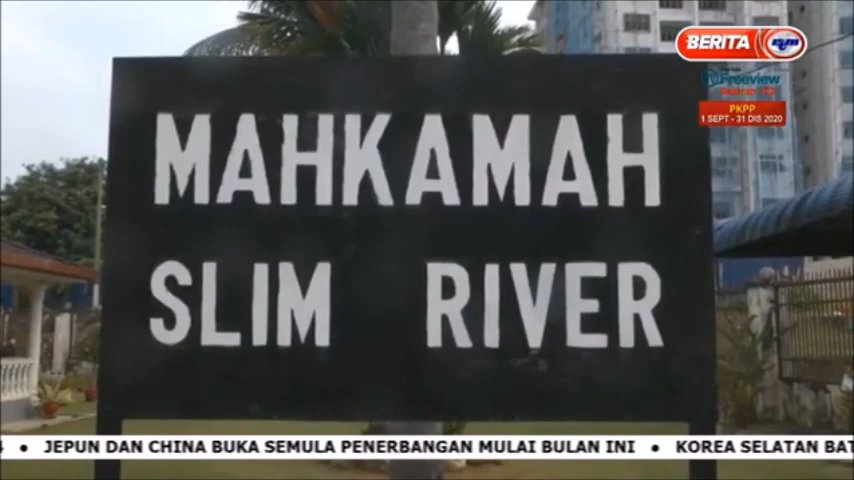 BERITA RTM
Freeview
PKPP
1 SEPT - 31 DIS 2020
MAHKAMAH
SLIM RIVER
• JEPUN DAN CHINA BUKA SEMULA PENERBANGAN MULAI BULAN INI • KOREA SELATAN